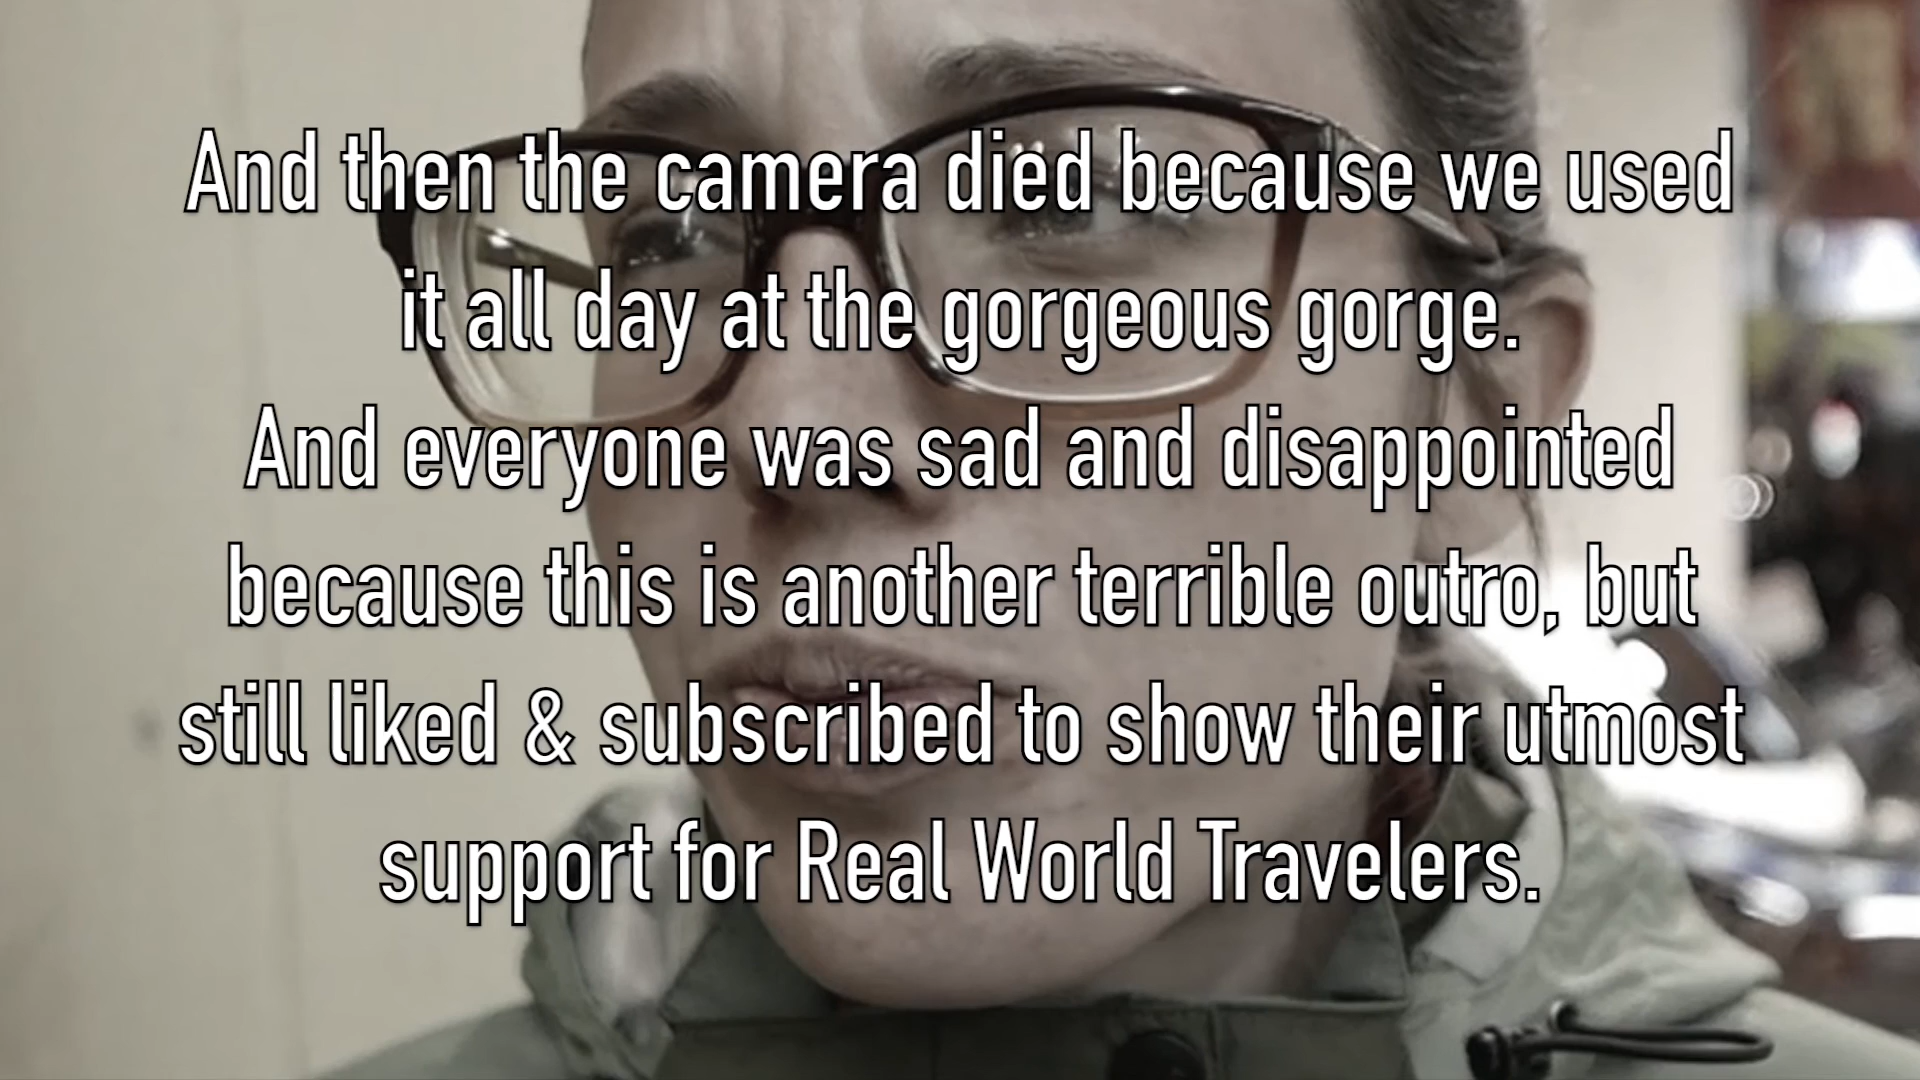 And then the camera died because we used
it all day at the gorgeous gorge.
And everyone was sad and disappointed
because this is another terrible outro, but
still liked & subscribed to show their utmost
support for Real World Travelers.